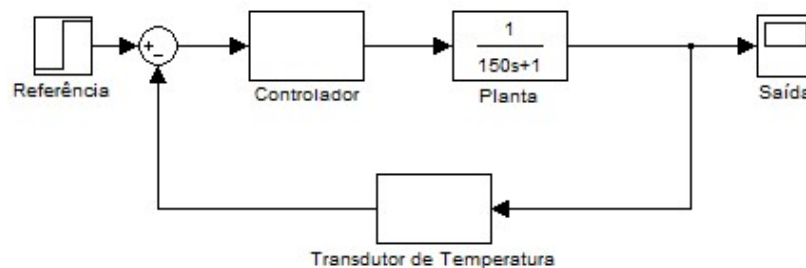 1
150s+1
Referência
Controlador
Planta
Saída
Transdutor de Temperatura